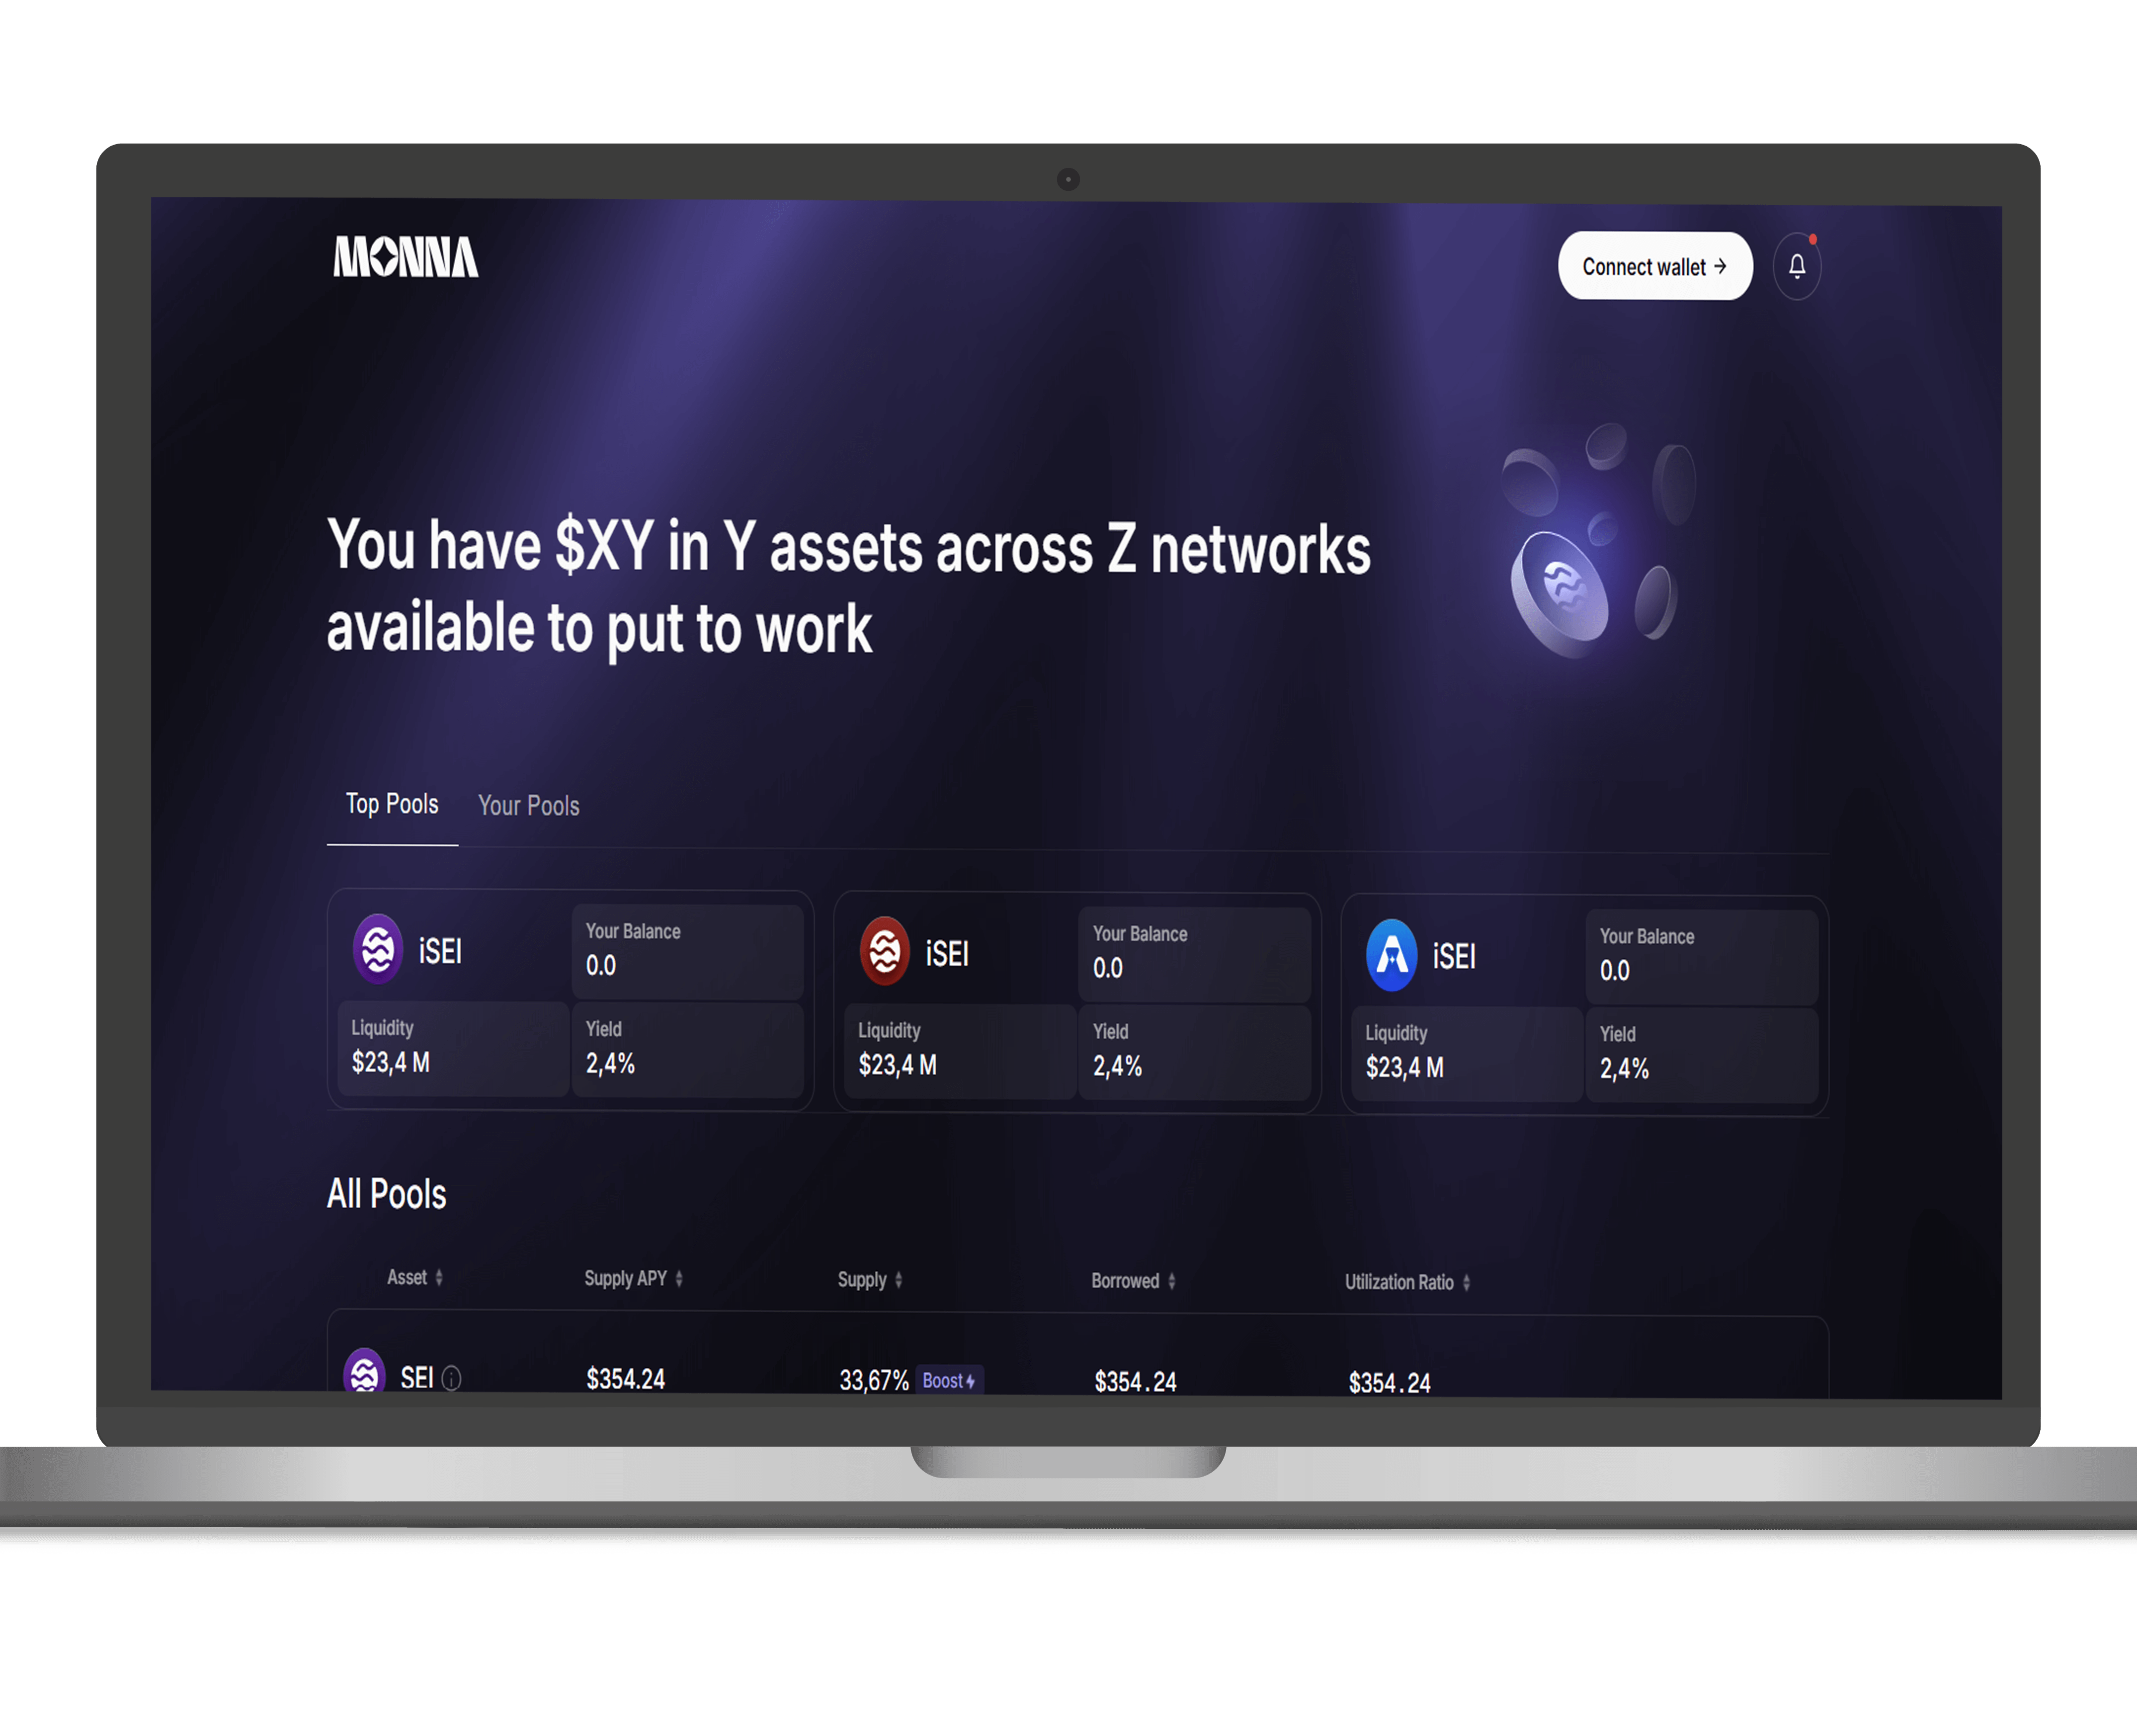 MONNA
Connect wallet →
You have $XY in Y assets across Z networks
available to put to work
Top Pools
Your Pools
iSEI
Your Balance
0.0
Liquidity
$23,4 M
Yield
2,4%
iSEI
Your Balance
0.0
Liquidity
$23,4 M
Yield
2,4%
iSEI
Your Balance
0.0
Liquidity
$23,4 M
Yield
2,4%
All Pools
Asset
Supply APY
Supply
Borrowed
Utilization Ratio
SEI
$354.24
33,67% Boost
$354.24
$354.24